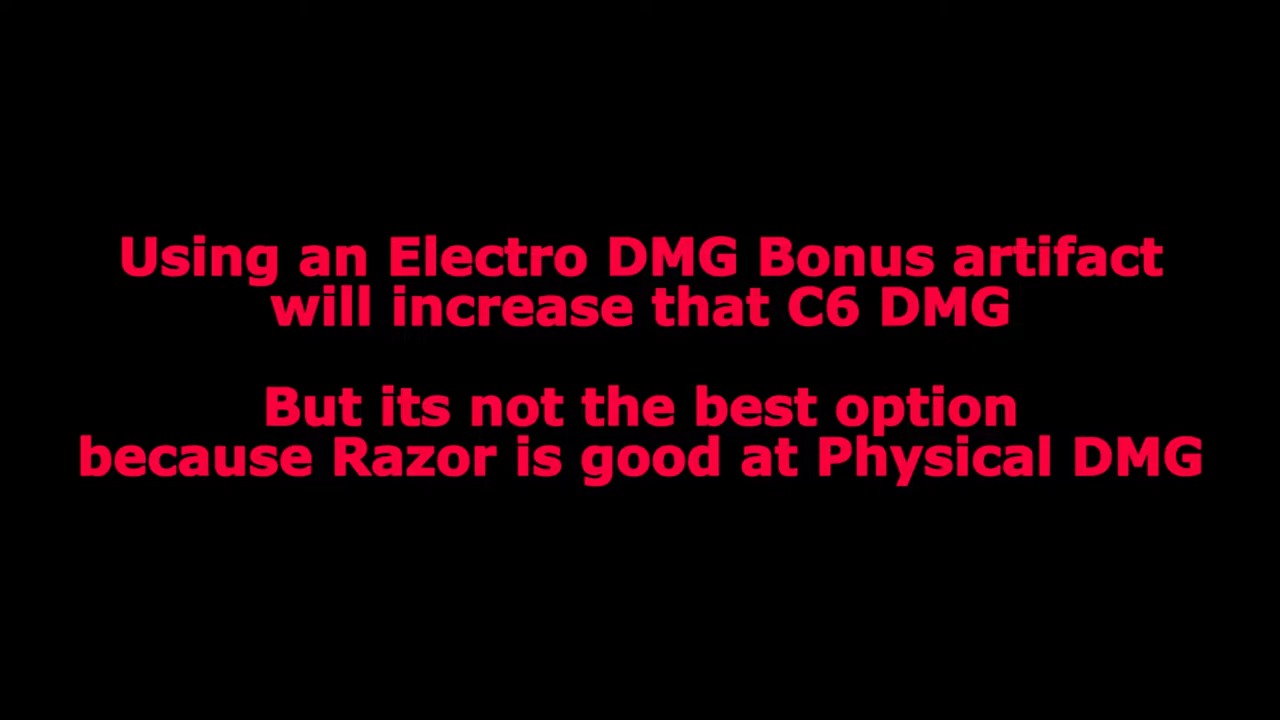 Using an Electro DMG Bonus artifact
will increase that C6 DMG
But its not the best option
because Razor is good at Physical DMG